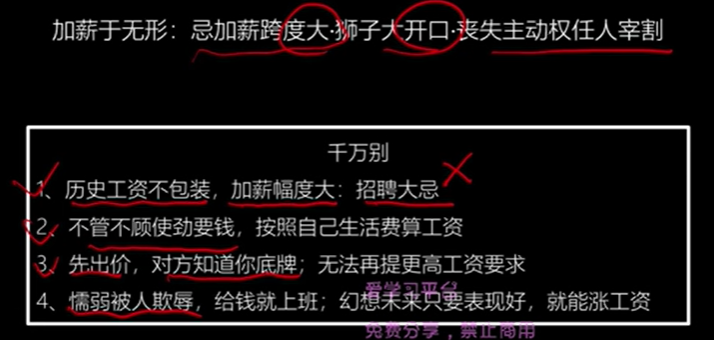 加薪于无形：忌加薪跨度大·狮子大开口·丧失主动权任人宰割
千万别
1、历史工资不包装，加薪幅度大：招聘大忌
2、不管不顾使劲要钱，按照自己生活费算工资
3、先出价，对方知道你底牌；无法再提更高工资要求
4、懦弱被人欺辱，给钱就上班；幻想未来只要表现好，就能涨工资
爱学习平台
免费分享，禁止商用